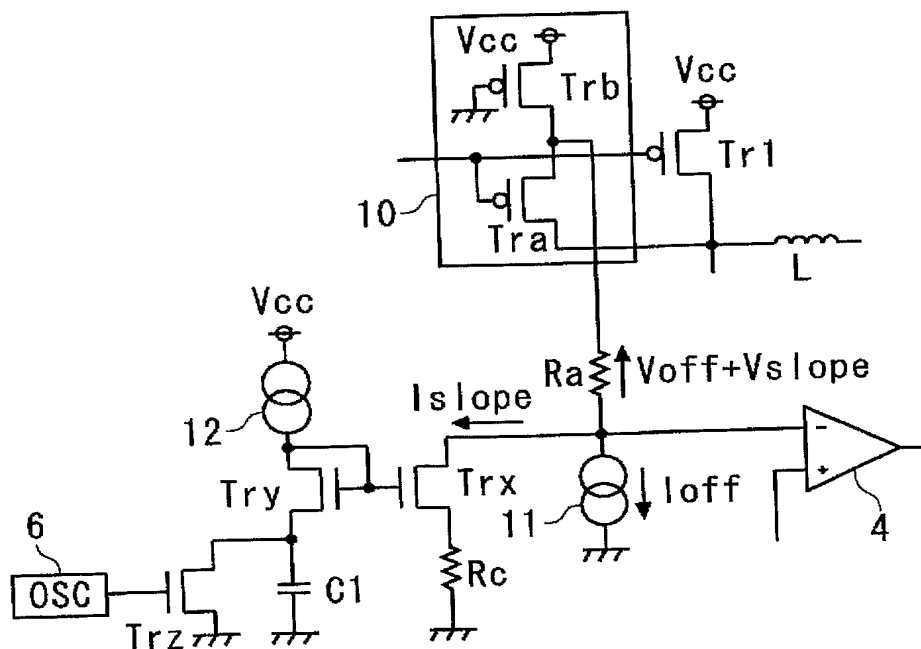 Vcc
Trb
Vcc
Tr1
10
Tra
L
Vcc
Ra
Voff+Vslope
Islope
12
Try
Trx
11
Ioff
4
6
OSC
C1
Rc
Trz
-
+